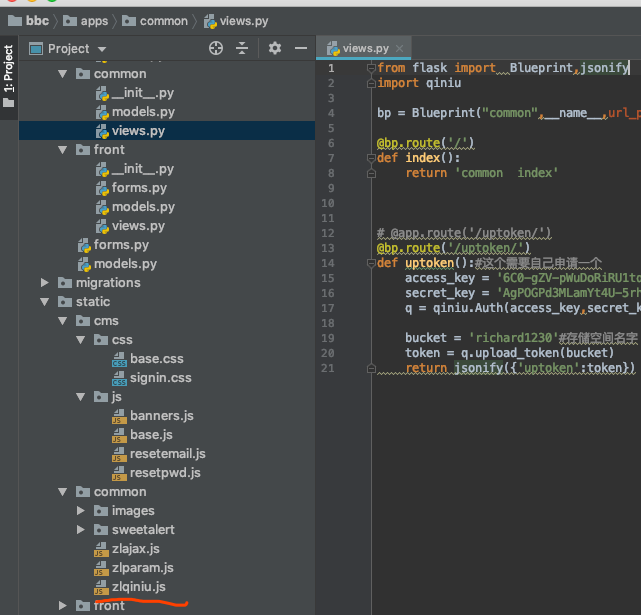 bbc apps common views.py
1: Project
Project
views.py
common
__init__.py
models.py
views.py
front
__init__.py
forms.py
models.py
views.py
forms.py
models.py
migrations
static
cms
css
base.css
signin.css
js
banners.js
base.js
resetemail.js
resetpwd.js
common
images
sweetalert
zlajax.js
zlparam.js
zlqiniu.js
front
1 from flask import Blueprint,jsonify
2 import qiniu
3
4 bp = Blueprint("common",__name__,url_p
5
6 @bp.route('/')
7 def index():
8 return 'common index'
9
10
11
12 # @app.route('/uptoken/')
13 @bp.route('/uptoken/')
14 def uptoken():#这个需要自己申请一个
15 access_key = '6C0-gZV-pWuDoRiRU1to
16 secret_key = 'AgPOGPd3MLamYt4U-5rh
17 q = qiniu.Auth(access_key,secret_k
18
19 bucket = 'richard1230'#存储空间名字
20 token = q.upload_token(bucket)
21 return jsonify({'uptoken':token})